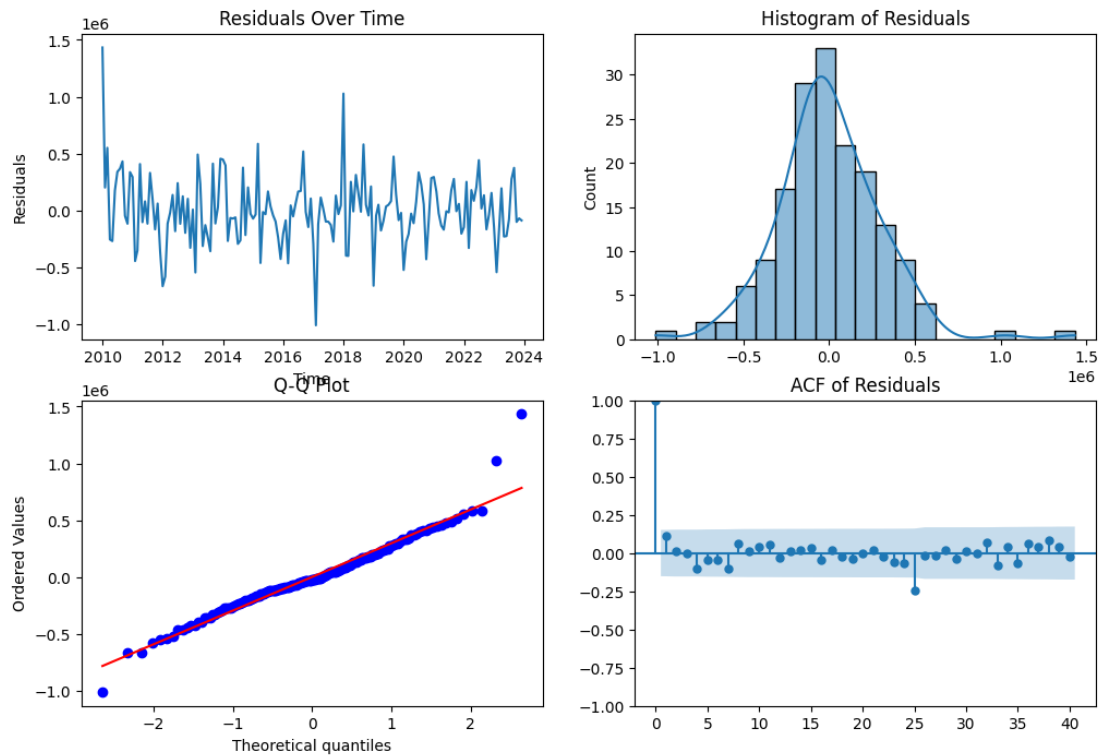 Residuals Over Time
1e6
1.5
1.0
0.5
0.0
−0.5
−1.0
Residuals
2010 2012 2014 2016 2018 2020 2022 2024
Time
Histogram of Residuals
30
25
20
15
10
5
0
Count
−1.0 −0.5 0.0 0.5 1.0 1.5
1e6
Q-Q Plot
1e6
1.5
1.0
0.5
0.0
−0.5
−1.0
Ordered Values
−2 −1 0 1 2
Theoretical quantiles
ACF of Residuals
1.00
0.75
0.50
0.25
0.00
−0.25
−0.50
−0.75
−1.00
0 5 10 15 20 25 30 35 40